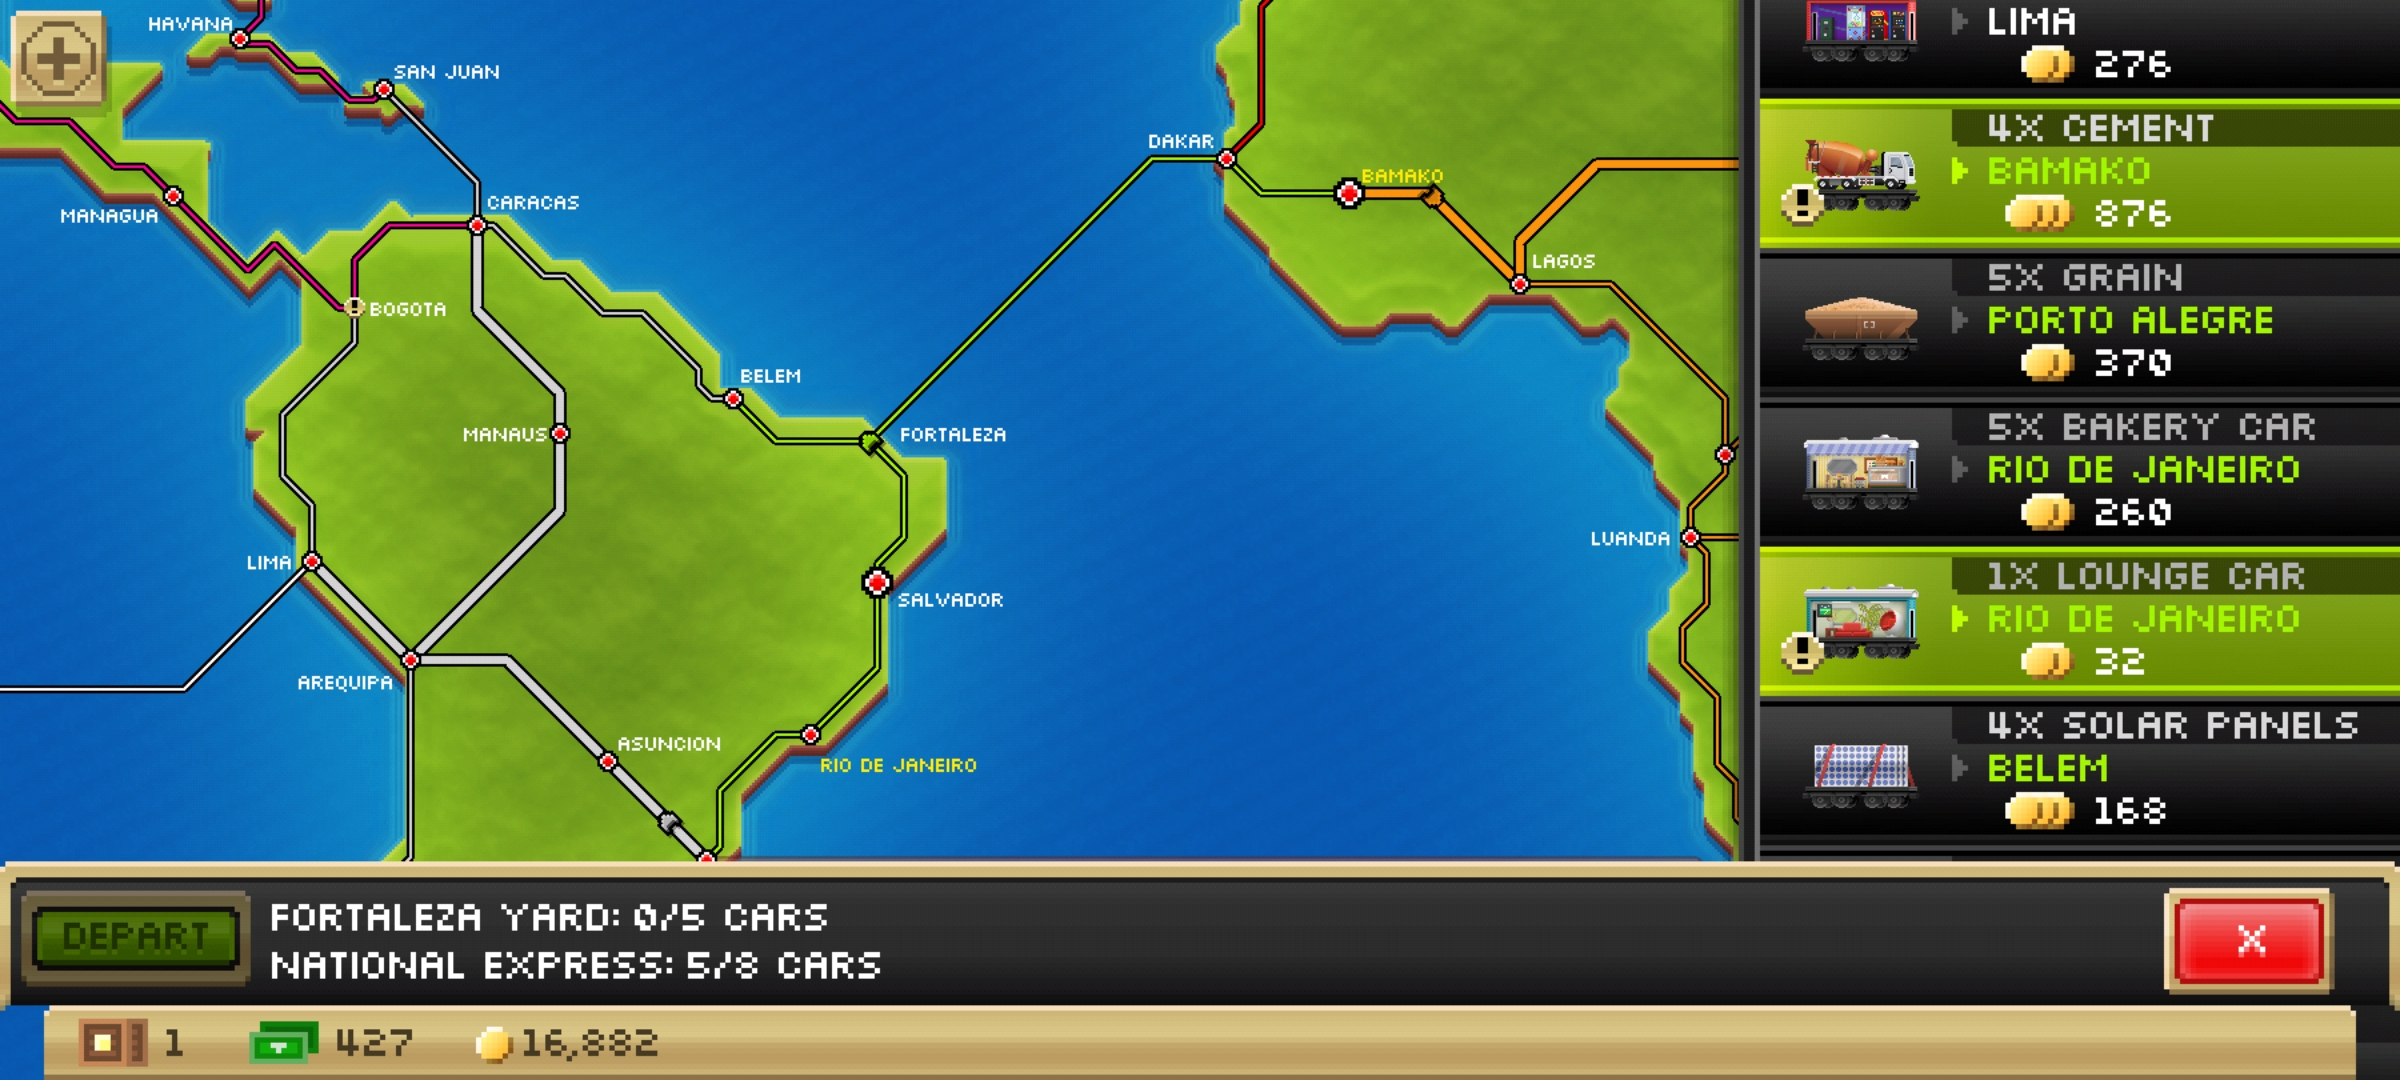 HAVANA
SAN JUAN
MANAGUA
CARACAS
BOGOTA
BELEM
MANAUS
FORTALEZA
LIMA
SALVADOR
AREQUIPA
ASUNCION
RIO DE JANEIRO
DAKAR
BAMAKO
LAGOS
LUANDA
LIMA
276
4X CEMENT
BAMAKO
876
5X GRAIN
PORTO ALEGRE
370
5X BAKERY CAR
RIO DE JANEIRO
260
1X LOUNGE CAR
RIO DE JANEIRO
32
4X SOLAR PANELS
BELEM
168
DEPART
FORTALEZA YARD: 0/5 CARS
NATIONAL EXPRESS: 5/8 CARS
X
1
427
16,882